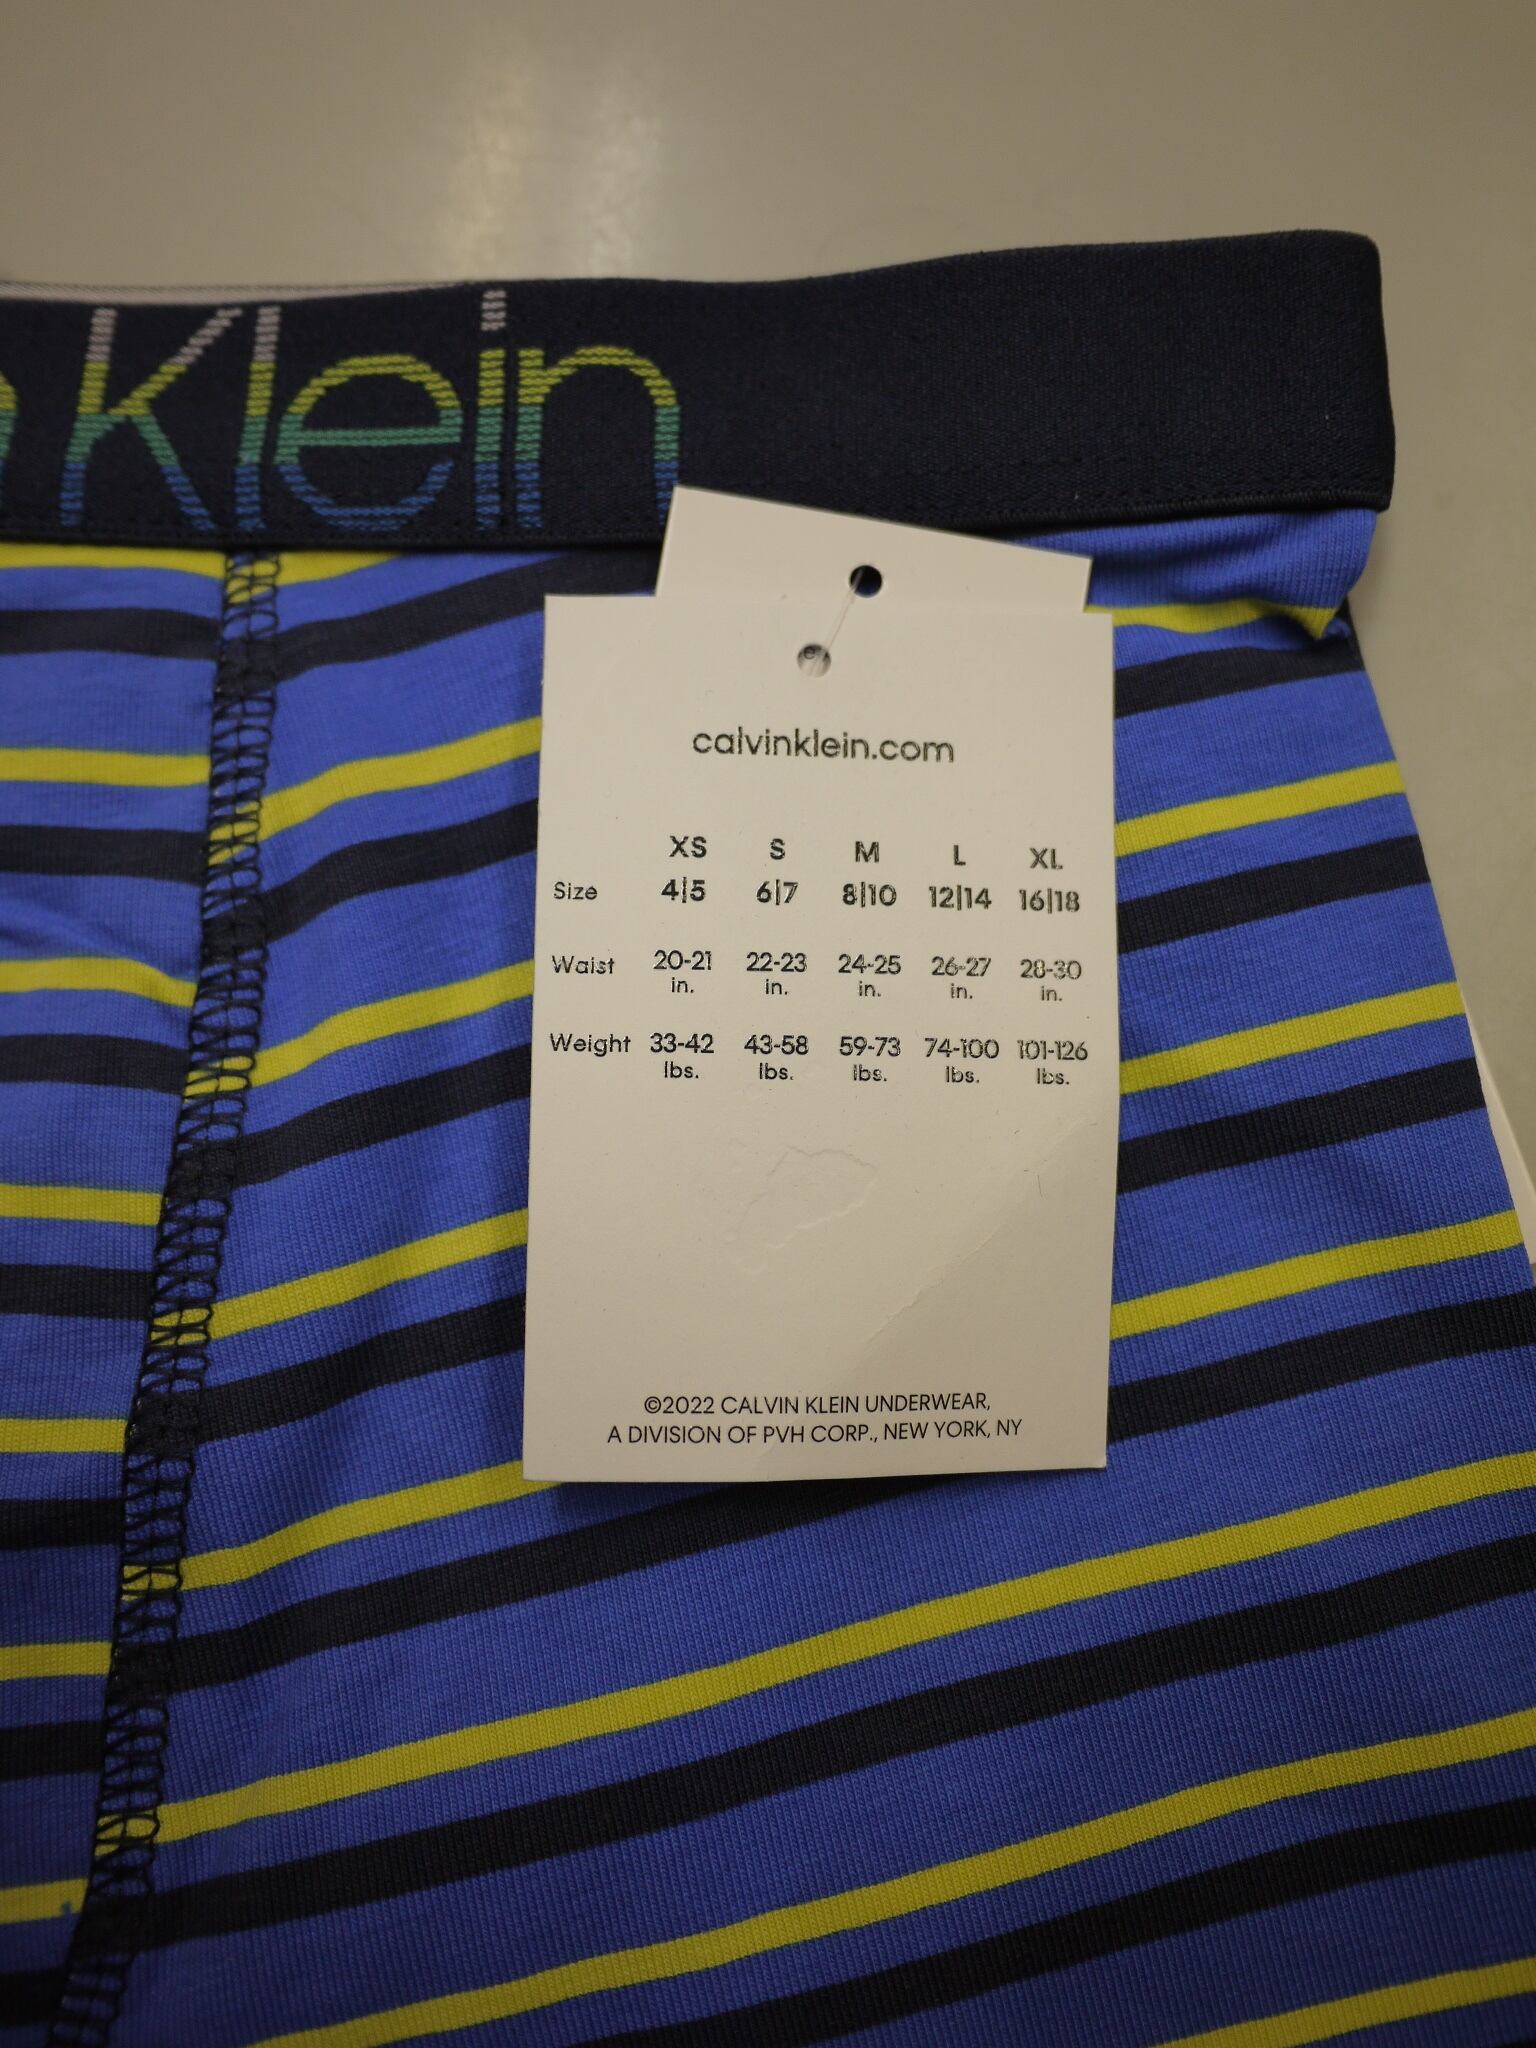 Klein
calvinklein.com
XS S M L XL
Size 4|5 6|7 8|10 12|14 16|18
Waist 20-21 22-23 24-25 26-27 28-30
in. in. in. in. in.
Weight 33-42 43-58 59-73 74-100 101-126
lbs. lbs. lbs. lbs. lbs.
©2022 CALVIN KLEIN UNDERWEAR,
A DIVISION OF PVH CORP., NEW YORK, NY